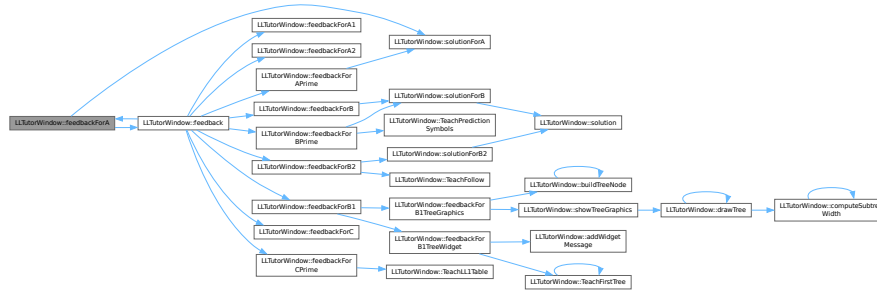 LLTutorWindow::feedbackForA
LLTutorWindow::feedback
LLTutorWindow::feedbackForA1
LLTutorWindow::feedbackForA2
LLTutorWindow::feedbackFor
APrime
LLTutorWindow::feedbackForB
LLTutorWindow::feedbackFor
BPrime
LLTutorWindow::feedbackForB2
LLTutorWindow::feedbackForB1
LLTutorWindow::feedbackForC
LLTutorWindow::feedbackFor
CPrime
LLTutorWindow::solutionForA
LLTutorWindow::solutionForB
LLTutorWindow::TeachPrediction
Symbols
LLTutorWindow::solutionForB2
LLTutorWindow::TeachFollow
LLTutorWindow::feedbackFor
B1TreeGraphics
LLTutorWindow::feedbackFor
B1TreeWidget
LLTutorWindow::TeachLL1Table
LLTutorWindow::solution
LLTutorWindow::buildTreeNode
LLTutorWindow::showTreeGraphics
LLTutorWindow::addWidget
Message
LLTutorWindow::TeachFirstTree
LLTutorWindow::drawTree
LLTutorWindow::computeSubtre
Width